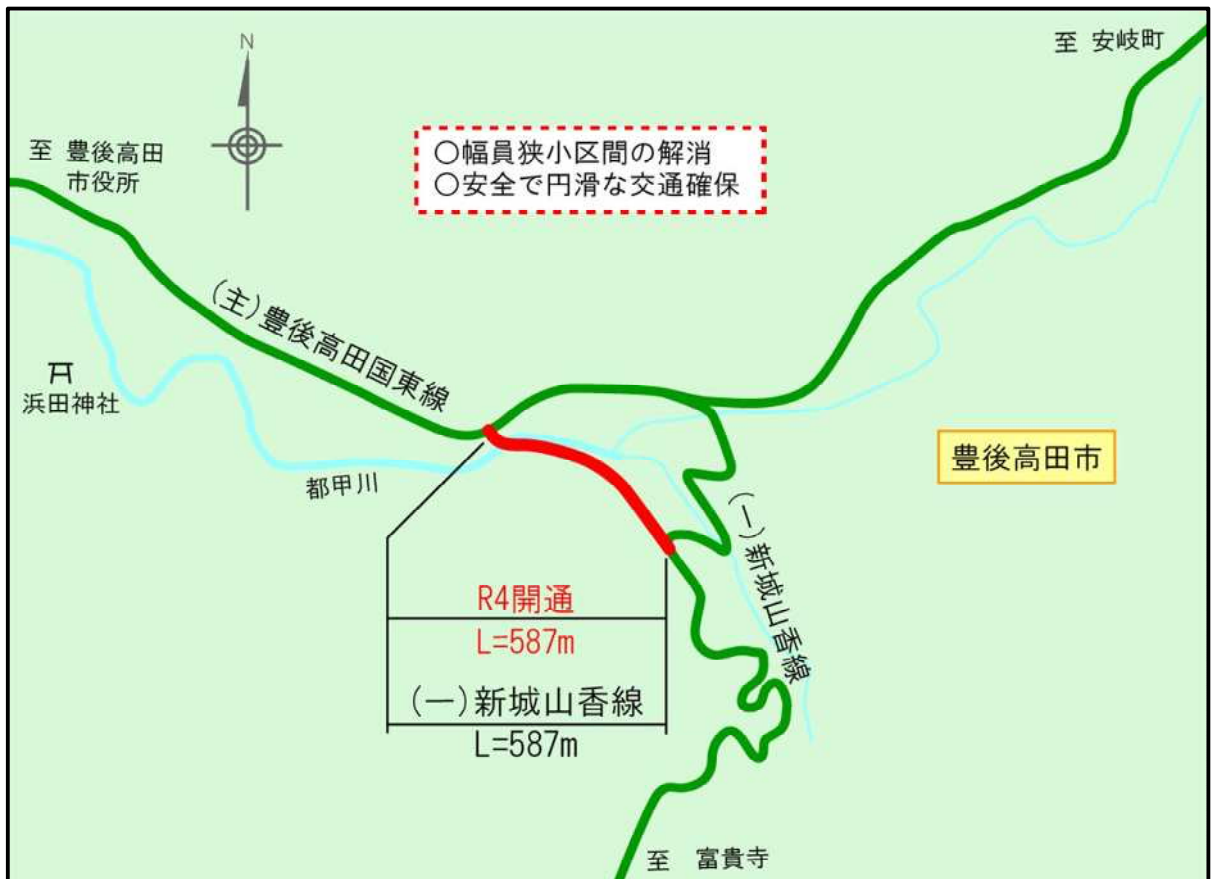 N
至 安岐町
至 豊後高田
市役所
○幅員狭小区間の解消
○安全で円滑な交通確保
(主)豊後高田国東線
浜田神社
都甲川
豊後高田市
(一)新城山香線
R4開通
L=587m
(一)新城山香線
L=587m
至 富貴寺